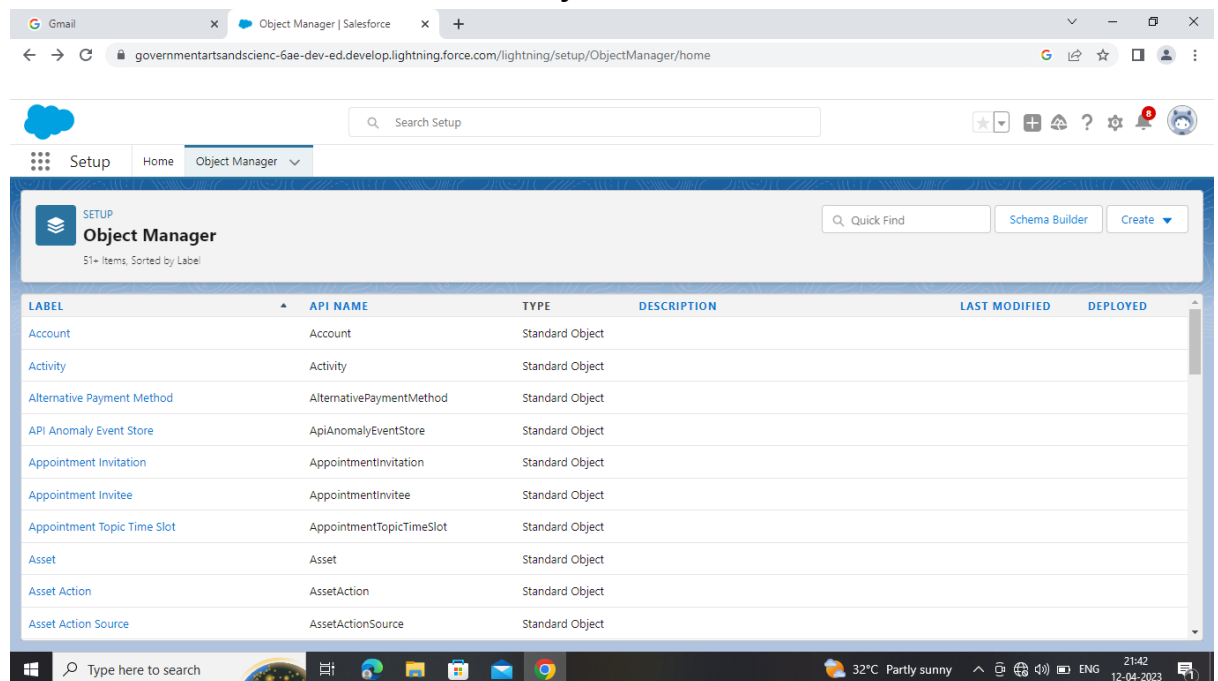 Gmail
Object Manager | Salesforce
governmentartsandscienc-6ae-dev-ed.develop.lightning.force.com/lightning/setup/ObjectManager/home
G
Search Setup
8
Setup Home Object Manager
SETUP
Object Manager
51+ Items, Sorted by Label
Quick Find Schema Builder Create
LABEL API NAME TYPE DESCRIPTION LAST MODIFIED DEPLOYED
Account Account Standard Object
Activity Activity Standard Object
Alternative Payment Method AlternativePaymentMethod Standard Object
API Anomaly Event Store ApiAnomalyEventStore Standard Object
Appointment Invitation AppointmentInvitation Standard Object
Appointment Invitee AppointmentInvitee Standard Object
Appointment Topic Time Slot AppointmentTopicTimeSlot Standard Object
Asset Asset Standard Object
Asset Action AssetAction Standard Object
Asset Action Source AssetActionSource Standard Object
Type here to search 32°C Partly sunny ENG 21:42
12-04-2023
1